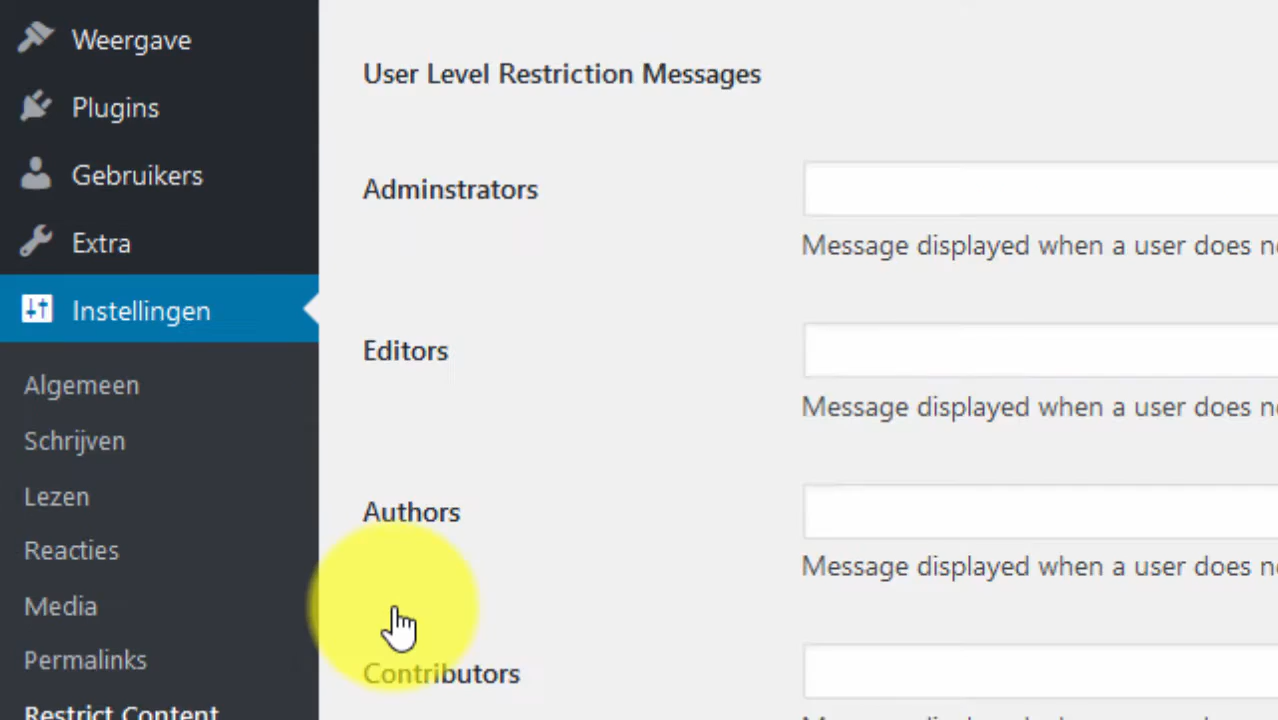 Weergave
Plugins
Gebruikers
Extra
Instellingen
Algemeen
Schrijven
Lezen
Reacties
Media
Permalinks
Restrict Content
User Level Restriction Messages
Adminstrators
Message displayed when a user does
Editors
Message displayed when a user does
Authors
Message displayed when a user does
Contributors